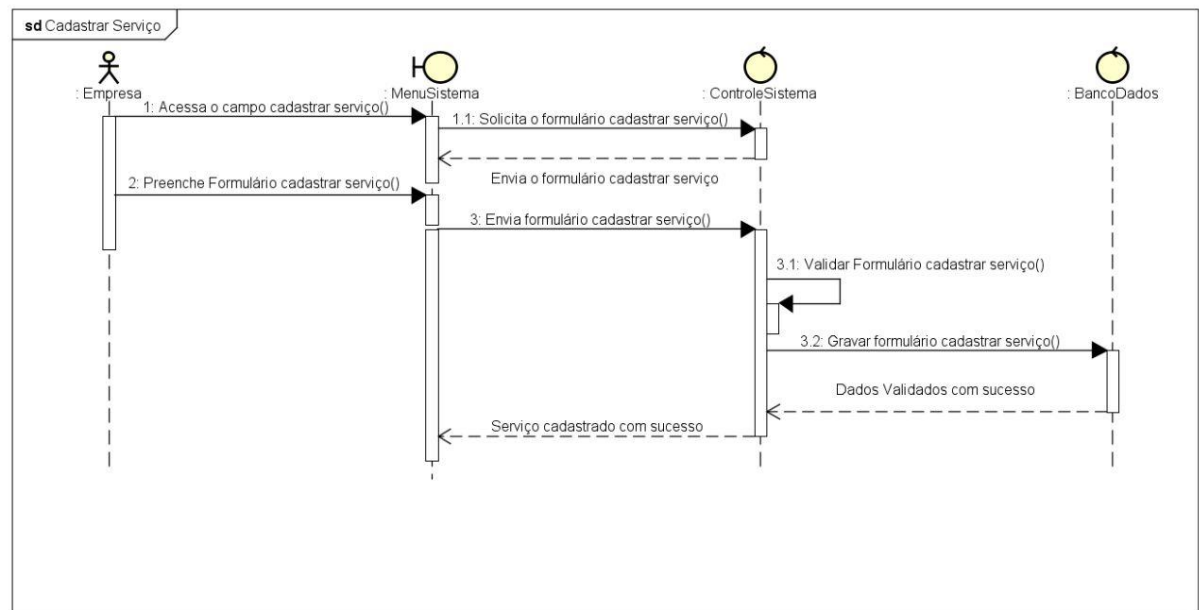 sd Cadastrar Serviço
: Empresa
: MenuSistema
: ControleSistema
: BancoDados
1: Acessa o campo cadastrar serviço()
1.1: Solicita o formulário cadastrar serviço()
Envia o formulário cadastrar serviço
2: Preenche Formulário cadastrar serviço()
3: Envia formulário cadastrar serviço()
3.1: Validar Formulário cadastrar serviço()
3.2: Gravar formulário cadastrar serviço()
Dados Validados com sucesso
Serviço cadastrado com sucesso